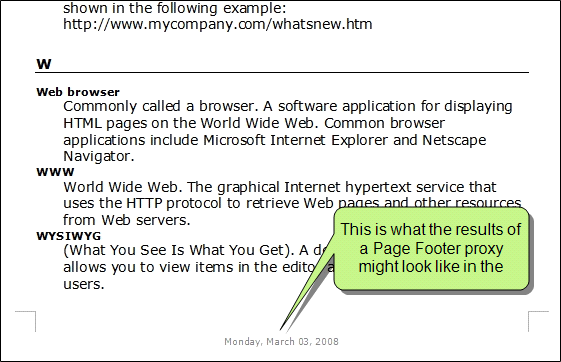 shown in the following example:
http://www.mycompany.com/whatsnew.htm
W
Web browser
Commonly called a browser. A software application for displaying
HTML pages on the World Wide Web. Common browser
applications include Microsoft Internet Explorer and Netscape
Navigator.
WWW
World Wide Web. The graphical Internet hypertext service that
uses the HTTP protocol to retrieve Web pages and other resources
from Web servers.
WYSIWYG
(What You See Is What You Get). A
allows you to view items in the
users.
This is what the results of
a Page Footer proxy
might look like in the
Monday, March 03, 2008